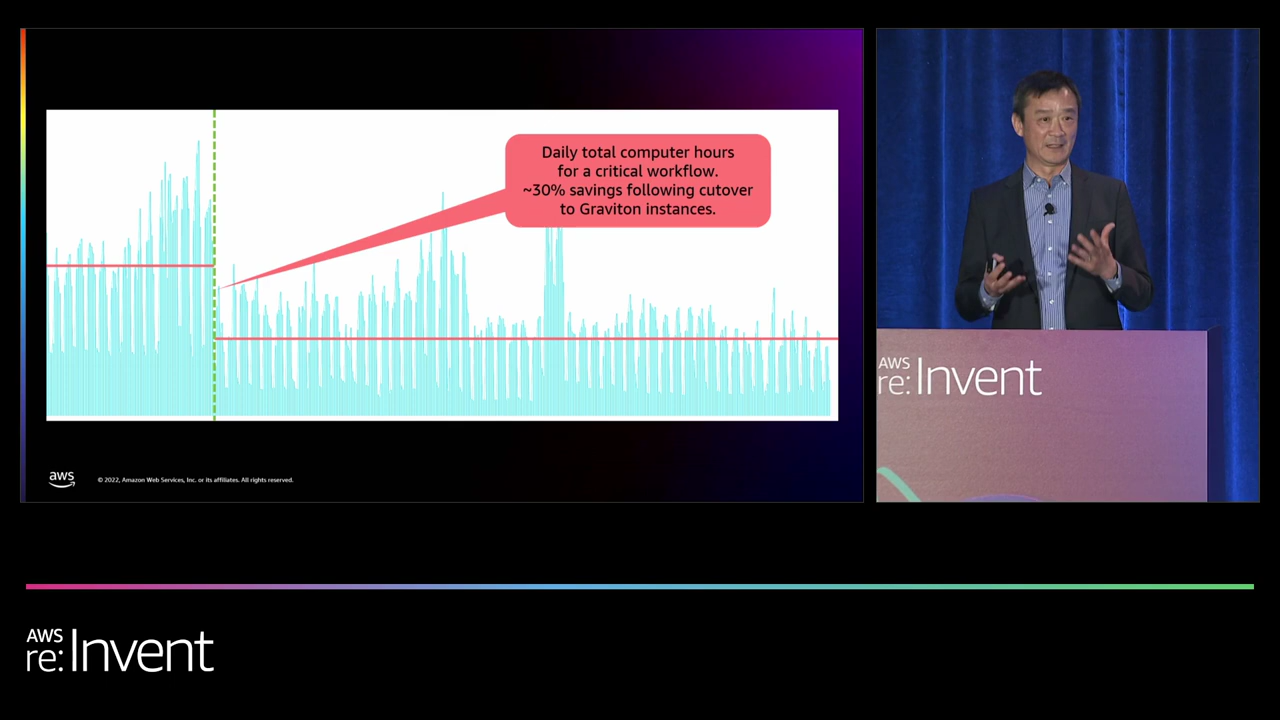 Daily total computer hours
for a critical workflow.
~30% savings following cutover
to Graviton instances.
aws
© 2022, Amazon Web Services, Inc. or its affiliates. All rights reserved.
AWS
re:Invent
AWS
re:Invent